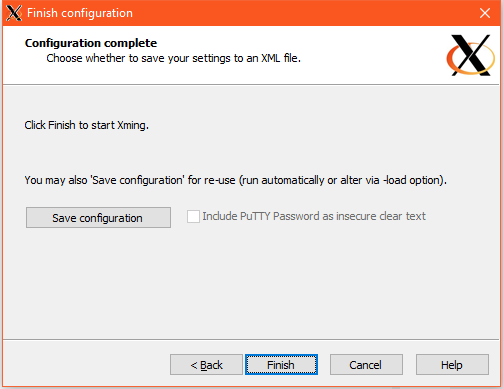 Finish configuration
Configuration complete
Choose whether to save your settings to an XML file.
Click Finish to start Xming.
You may also 'Save configuration' for re-use (run automatically or alter via -load option).
Save configuration
Include PuTTY Password as insecure clear text
< Back
Finish
Cancel
Help